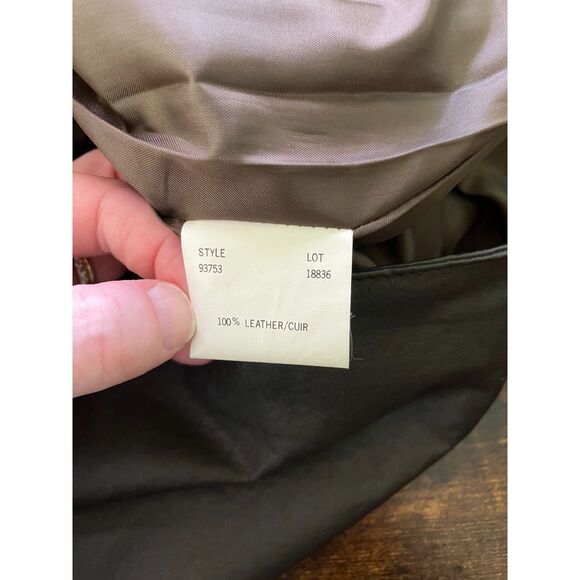 STYLE LOT
93753 18836
100% LEATHER/CUIR